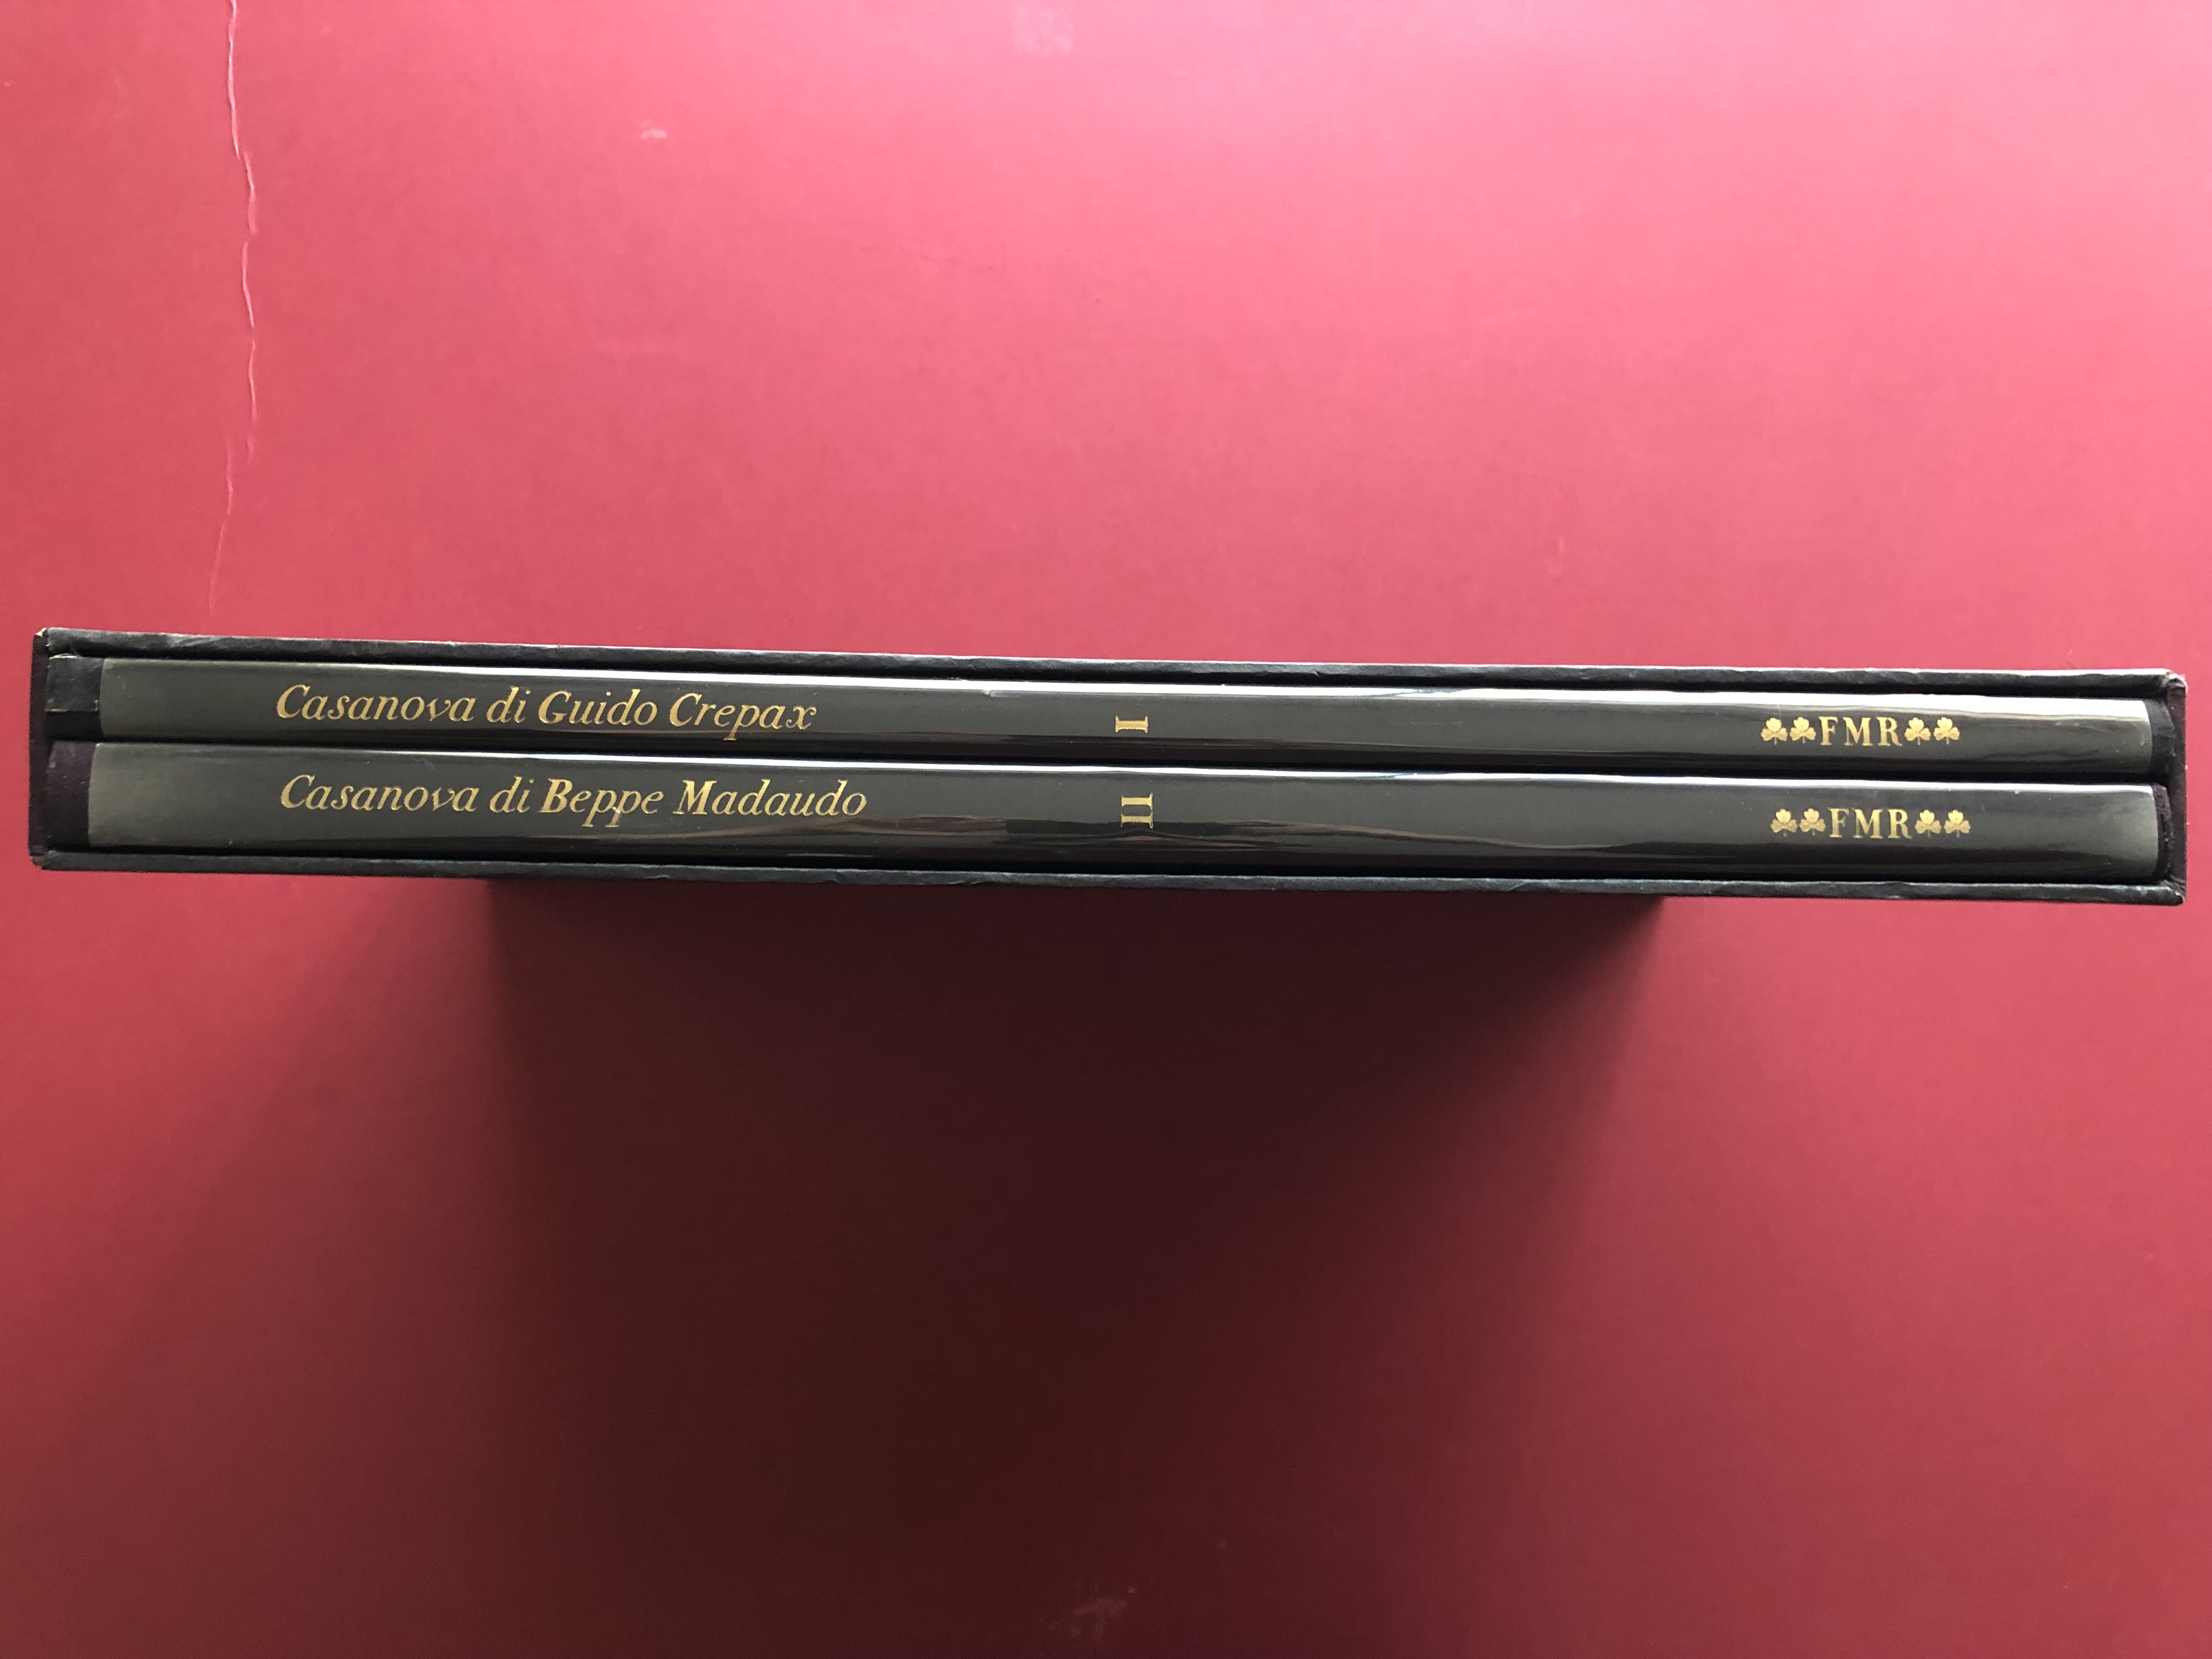 Casanova di Guido Crepax I ☘☘FMR☘☘
Casanova di Beppe Madaudo II ☘☘FMR☘☘